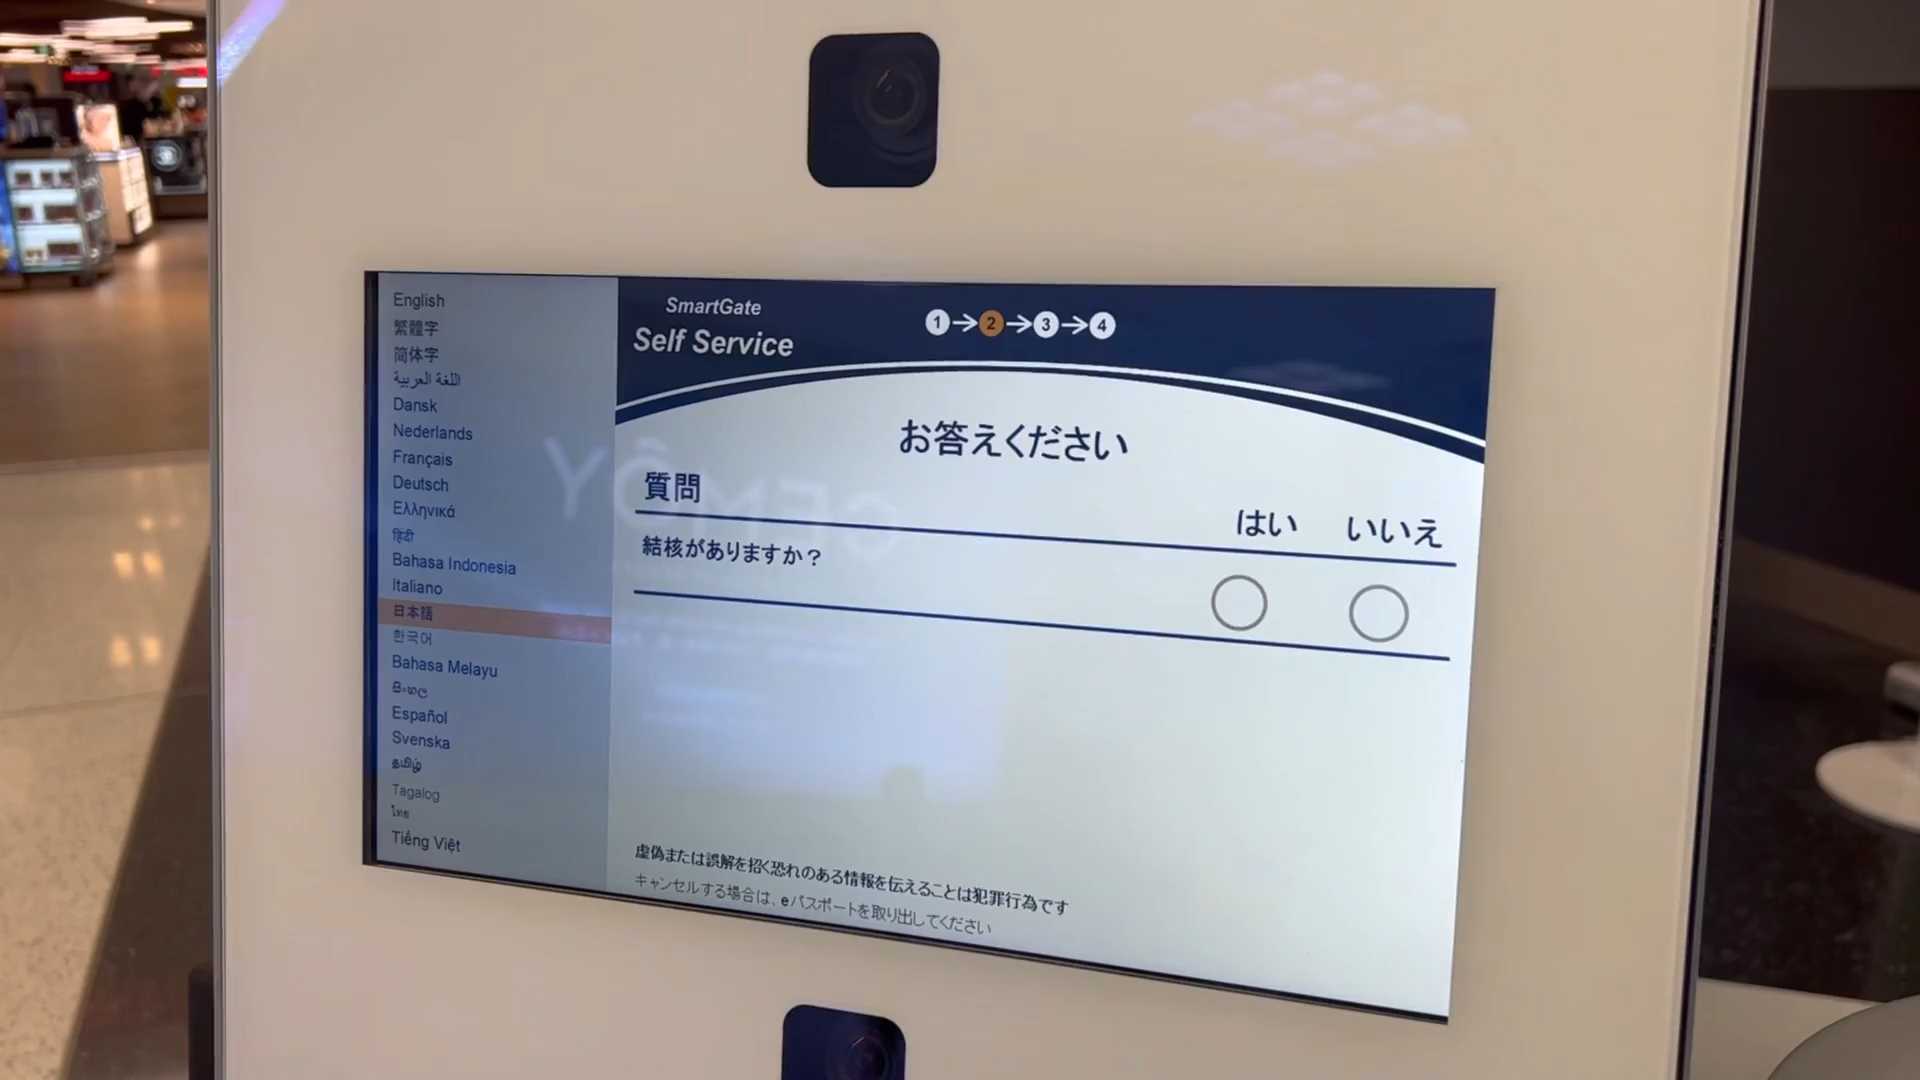 English
繁體字
简体字
اللغة العربية
Dansk
Nederlands
Français
Deutsch
Ελληνικά
हिंदी
Bahasa Indonesia
Italiano
日本語
한국어
Bahasa Melayu
සිංහල
Español
Svenska
தமிழ்
Tagalog
ไทย
Tiếng Việt
SmartGate
Self Service
1 → 2 → 3 → 4
お答えください
質問
はい いいえ
結核がありますか？
虚偽または誤解を招く恐れのある情報を伝えることは犯罪行為です
キャンセルする場合は、eパスポートを取り出してください